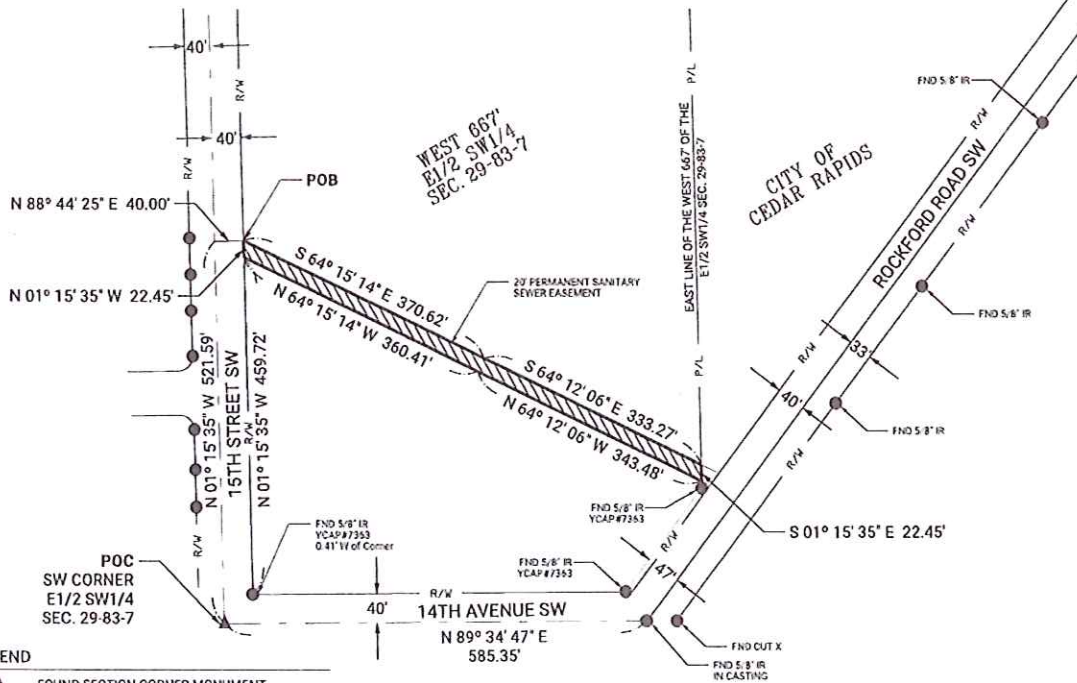 40'
R/W
R/W
40'
N 88° 44' 25" E 40.00'
POB
N 01° 15' 35" W 22.45'
WEST 667'
E1/2 SW1/4
SEC. 29-83-7
P/L
EAST LINE OF THE WEST 667' OF THE
E1/2 SW1/4 SEC. 29-83-7
P/L
CITY OF
CEDAR RAPIDS
FND 5/8" IR
R/W
R/W
ROCKFORD ROAD SW
S 64° 15' 14" E 370.62'
N 64° 15' 14" W 360.41'
20' PERMANENT SANITARY
SEWER EASEMENT
S 64° 12' 06" E 333.27'
N 64° 12' 06" W 343.48'
FND 5/8" IR
R/W
33'
R/W
40'
FND 5/8" IR
R/W
N 01° 15' 35" W 521.59'
15TH STREET SW
R/W
N 01° 15' 35" W 459.72'
R/W
FND 5/8" IR
YCAP#7363
S 01° 15' 35" E 22.45'
R/W
FND 5/8" IR
YCAP#7363
0.41' W of Corner
POC
SW CORNER
E1/2 SW1/4
SEC. 29-83-7
FND 5/8" IR
YCAP#7363
47'
R/W
40'
14TH AVENUE SW
N 89° 34' 47" E
585.35'
FND CUT X
FND 5/8" IR
IN CASTING
END
FOUND SECTION CORNER MONUMENT